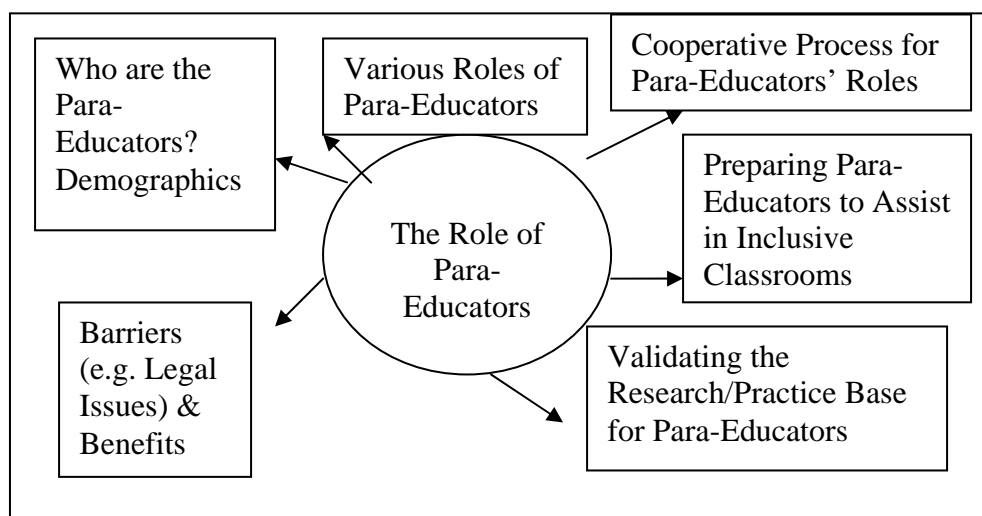 Who are the
Para-
Educators?
Demographics
Various Roles of
Para-Educators
Cooperative Process for
Para-Educators’ Roles
Preparing Para-
Educators to Assist
in Inclusive
Classrooms
The Role of
Para-
Educators
Barriers
(e.g. Legal
Issues) &
Benefits
Validating the
Research/Practice Base
for Para-Educators